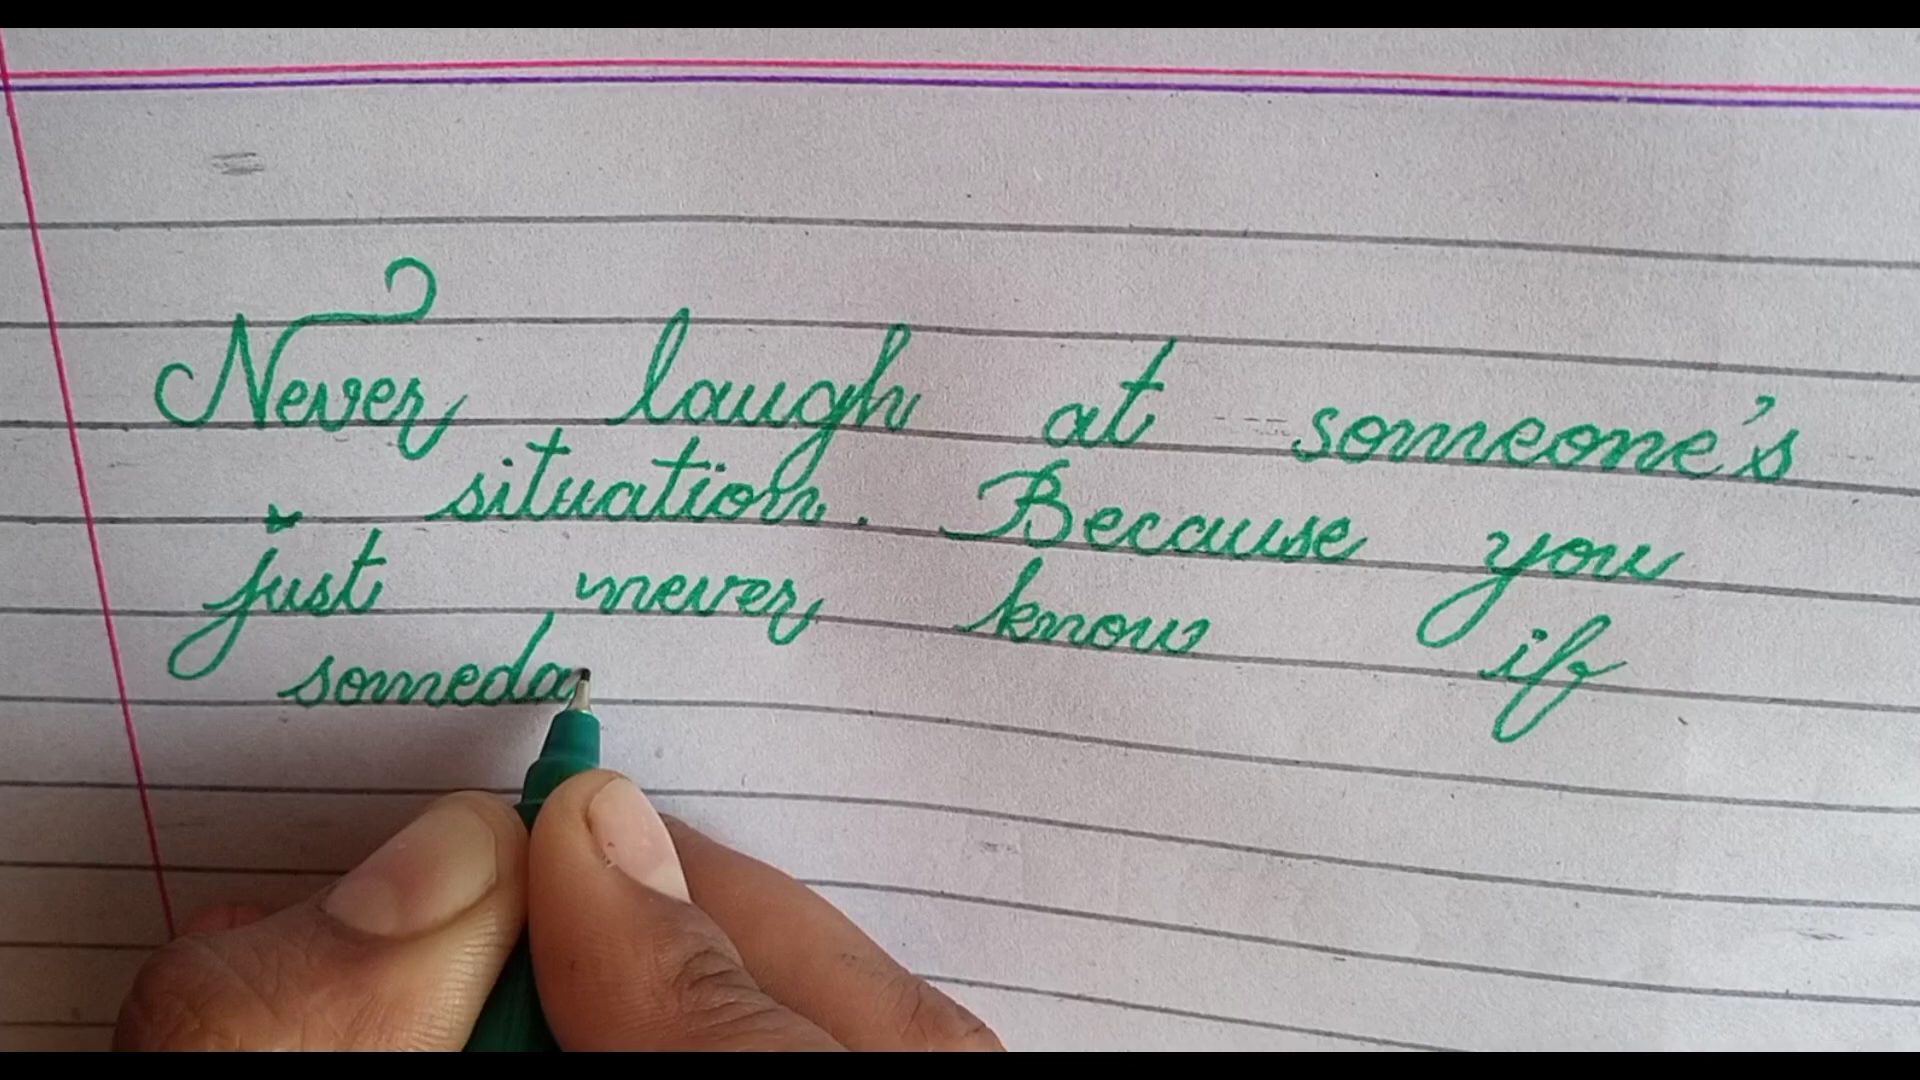 Never laugh at someone's
situation. Because you
just never know if
someda